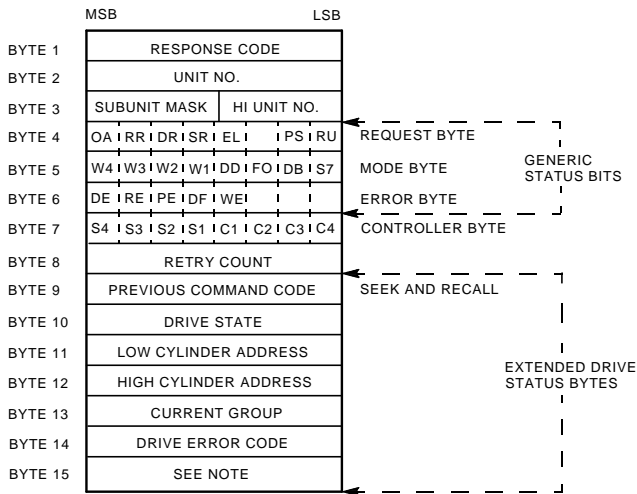 MSB LSB
BYTE 1 RESPONSE CODE
BYTE 2 UNIT NO.
BYTE 3 SUBUNIT MASK HI UNIT NO.
BYTE 4 OA RR DR SR EL PS RU REQUEST BYTE
BYTE 5 W4 W3 W2 W1 DD FO DB S7 MODE BYTE
GENERIC
STATUS BITS
BYTE 6 DE RE PE DF WE ERROR BYTE
BYTE 7 S4 S3 S2 S1 C1 C2 C3 C4 CONTROLLER BYTE
BYTE 8 RETRY COUNT
BYTE 9 PREVIOUS COMMAND CODE SEEK AND RECALL
BYTE 10 DRIVE STATE
BYTE 11 LOW CYLINDER ADDRESS
EXTENDED DRIVE
STATUS BYTES
BYTE 12 HIGH CYLINDER ADDRESS
BYTE 13 CURRENT GROUP
BYTE 14 DRIVE ERROR CODE
BYTE 15 SEE NOTE